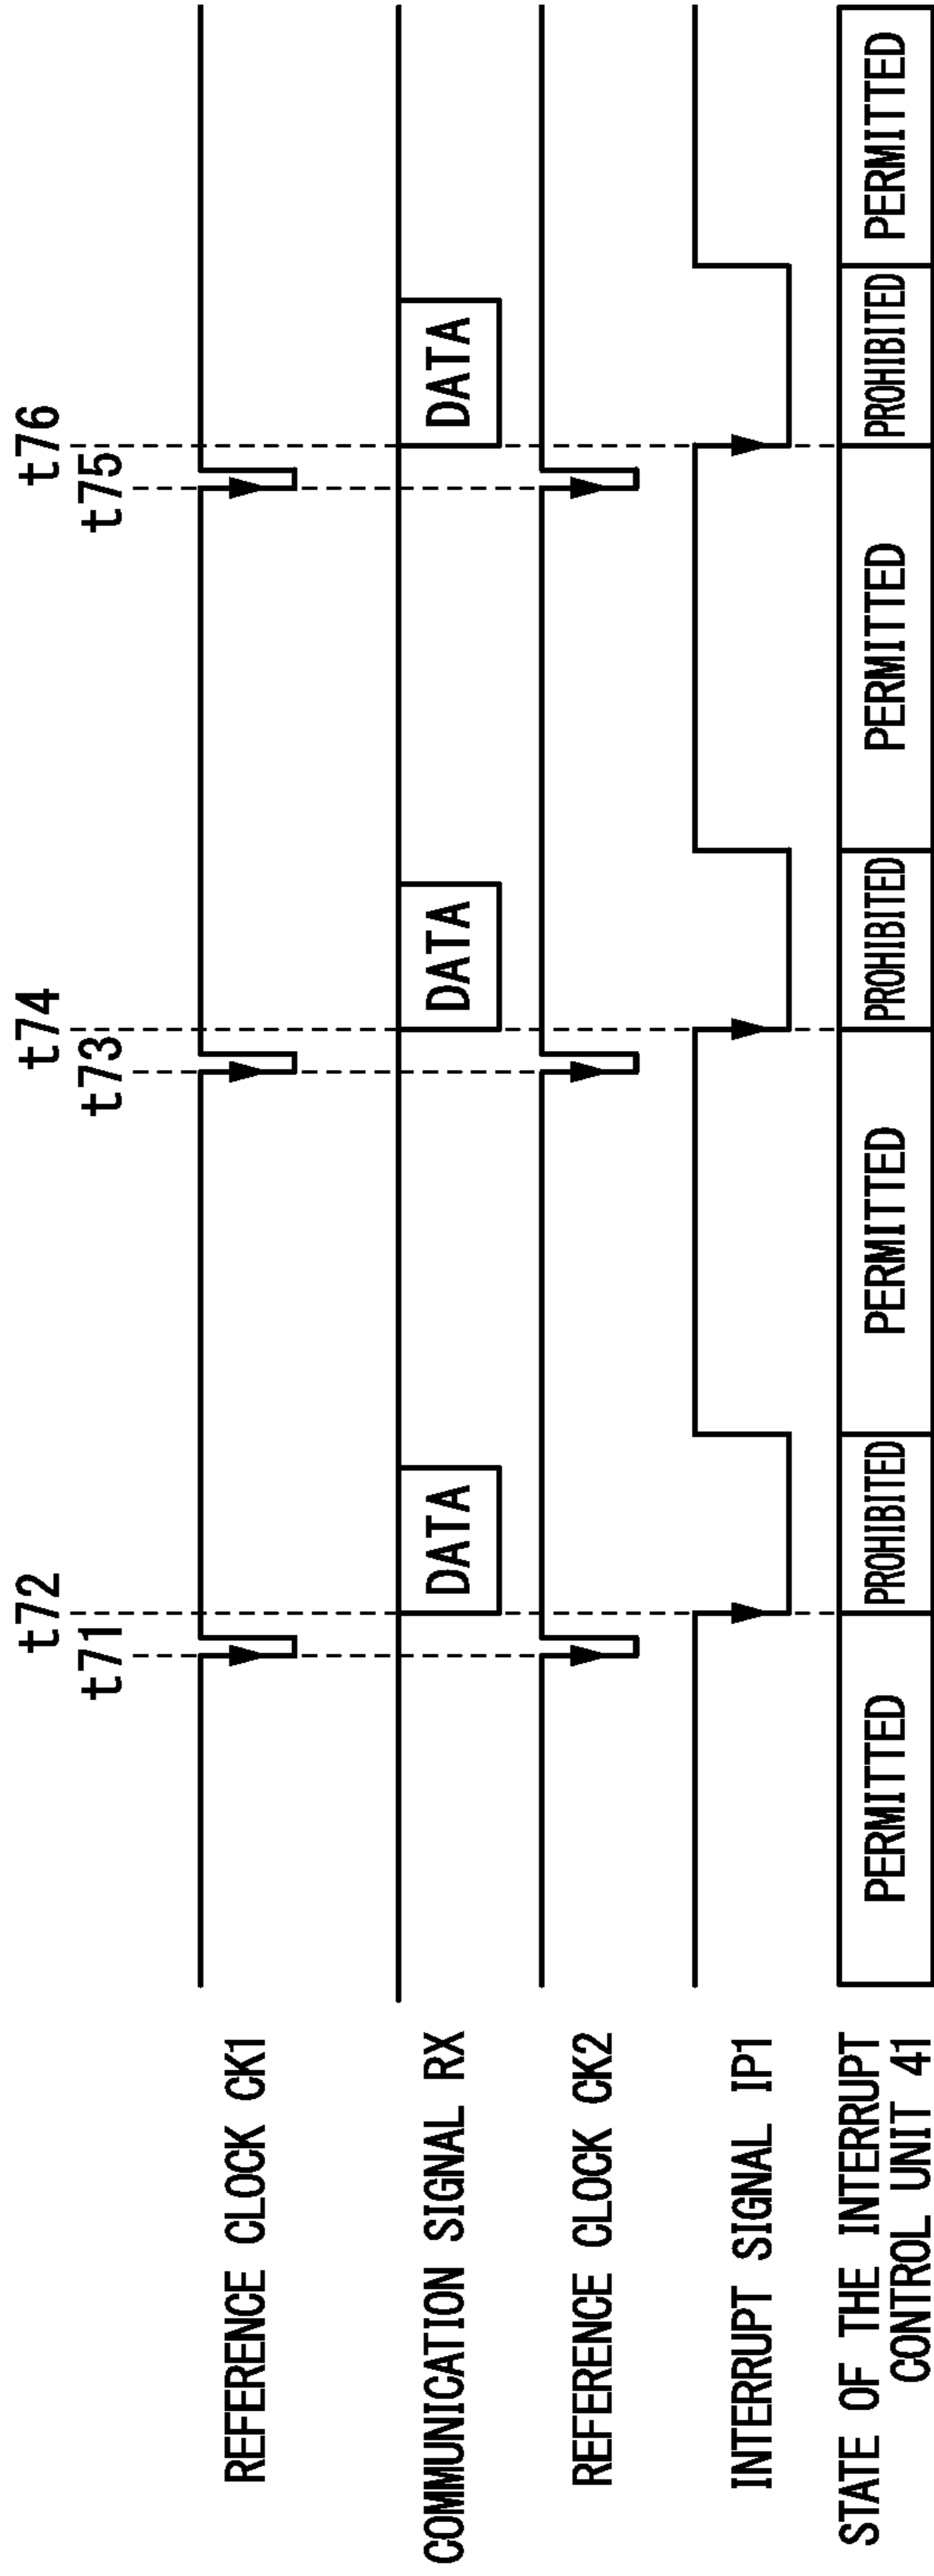 t72
t74
t76
t71
t73
t75
REFERENCE CLOCK CK1
COMMUNICATION SIGNAL RX
DATA
DATA
DATA
REFERENCE CLOCK CK2
INTERRUPT SIGNAL IP1
STATE OF THE INTERRUPT
CONTROL UNIT 41
PERMITTED
PROHIBITED
PERMITTED
PROHIBITED
PERMITTED
PROHIBITED
PERMITTED